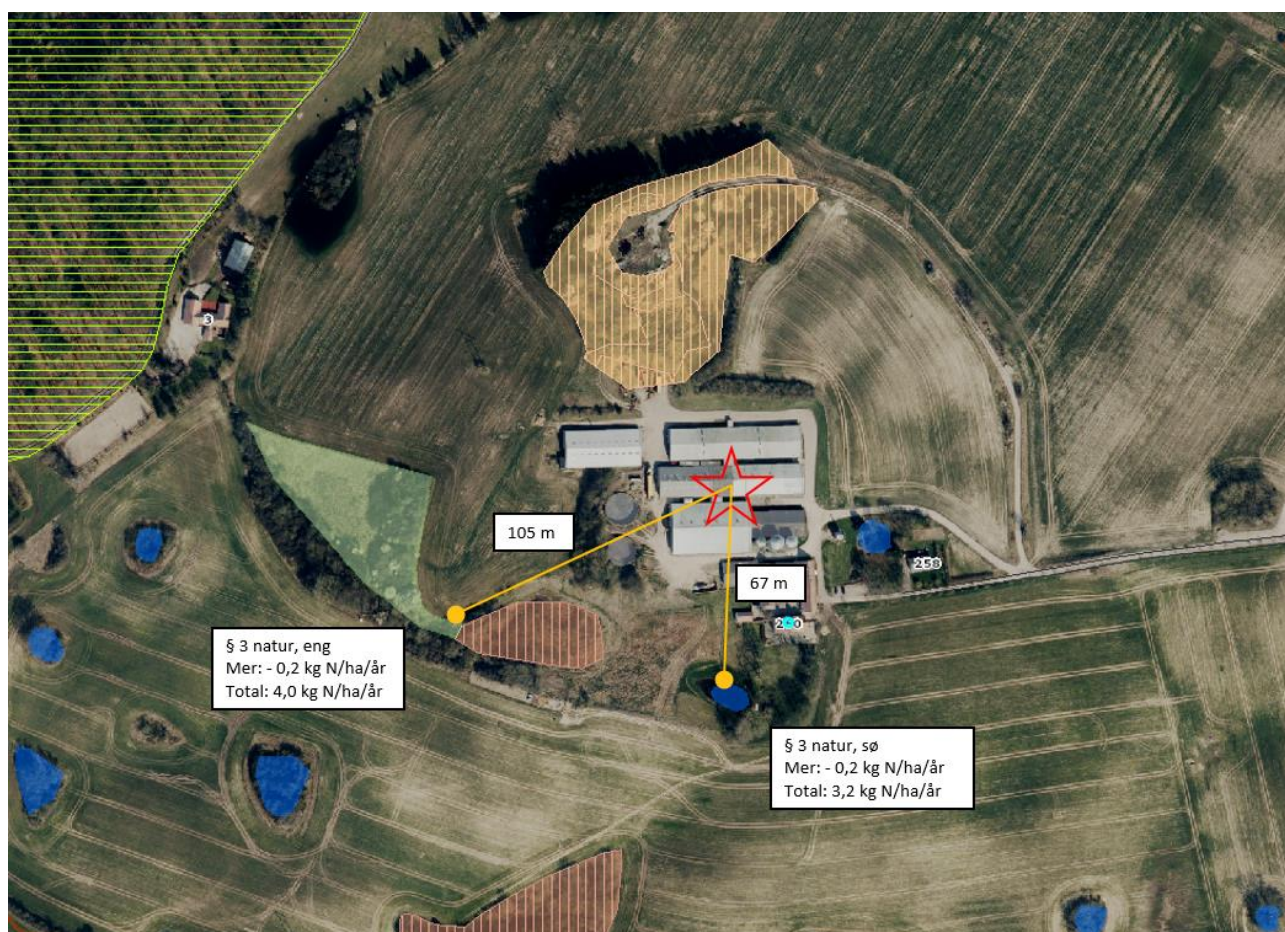 3
105 m
258
67 m
§ 3 natur, eng
Mer: - 0,2 kg N/ha/år
Total: 4,0 kg N/ha/år
§ 3 natur, sø
Mer: - 0,2 kg N/ha/år
Total: 3,2 kg N/ha/år